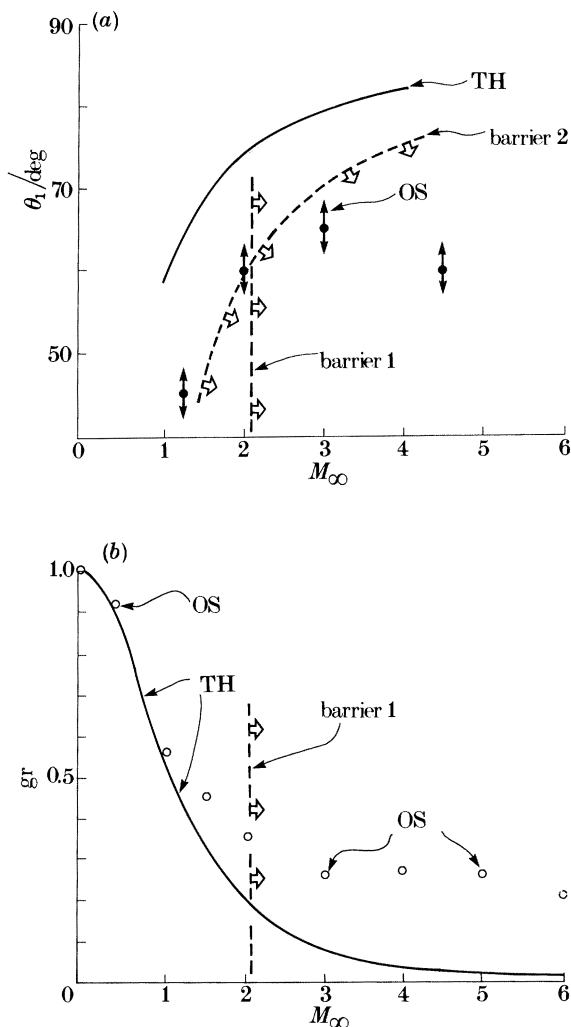 (a)
90
TH
barrier 2
θ₁/deg
70
OS
50
barrier 1
0 1 2 3 4 5 6
M∞
(b)
1.0
OS
TH
barrier 1
gr
0.5
OS
0 1 2 3 4 5 6
M∞